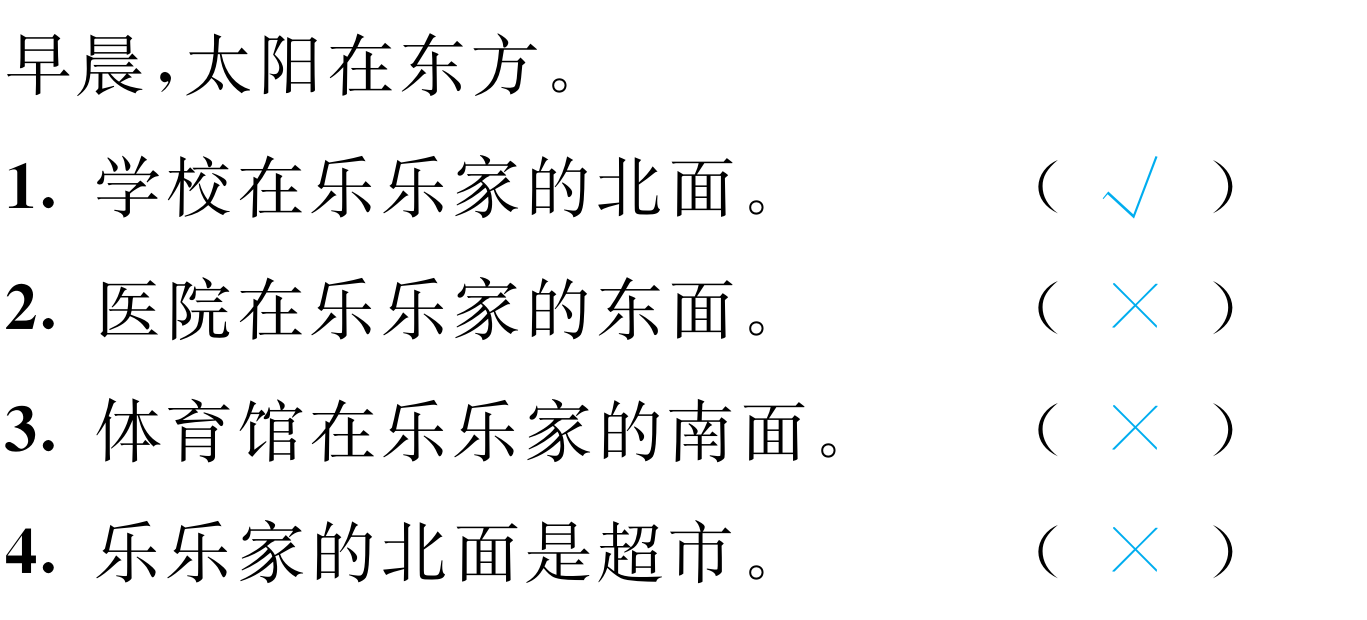 早晨,太阳在东方。
1. 学校在乐乐家的北面。 ( √ )
2. 医院在乐乐家的东面。 ( × )
3. 体育馆在乐乐家的南面。 ( × )
4. 乐乐家的北面是超市。 ( × )